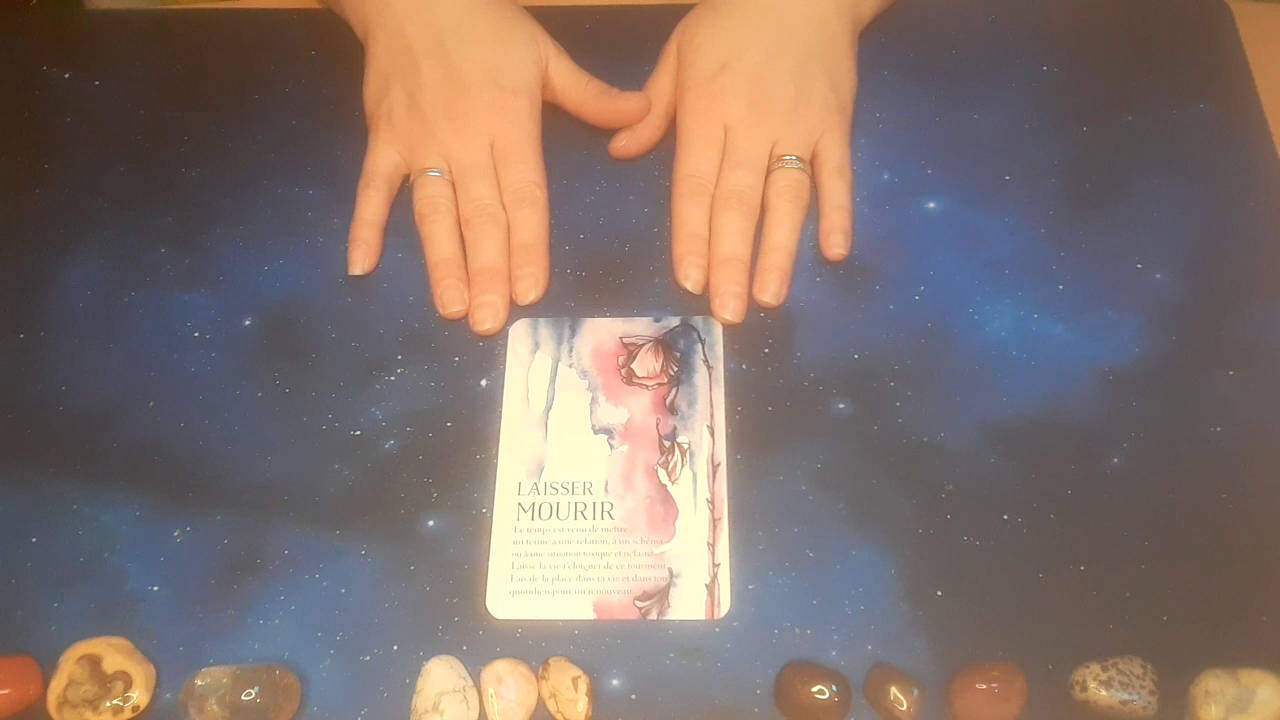 LAISSER
MOURIR
Le temps est venu de mettre
un terme à une relation, à un schéma
ou à une situation toxique et néfaste.
Laisse la vie t'éloigner de ce tourment.
Fais de la place dans ta vie et dans ton
quotidien pour un renouveau.